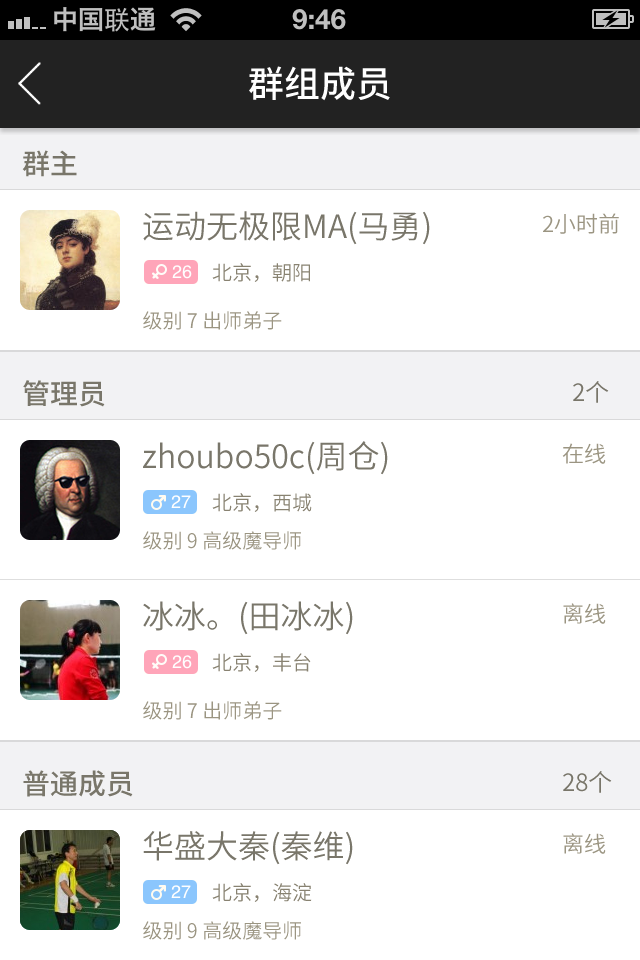 中国联通 9:46
群组成员
群主
运动无极限MA(马勇) 2小时前
26 北京，朝阳
级别 7 出师弟子
管理员 2个
zhoubo50c(周仓) 在线
27 北京，西城
级别 9 高级魔导师
冰冰。(田冰冰) 离线
26 北京，丰台
级别 7 出师弟子
普通成员 28个
华盛大秦(秦维) 离线
27 北京，海淀
级别 9 高级魔导师